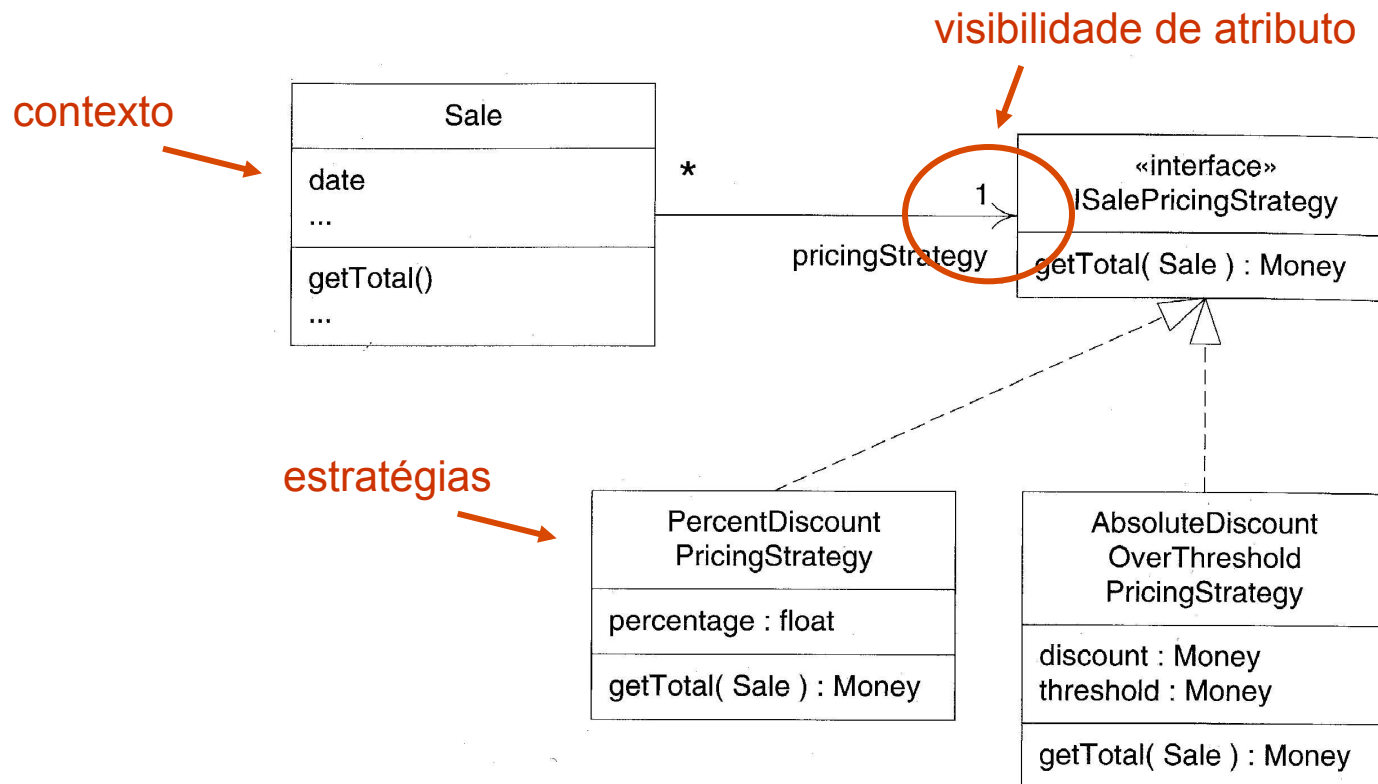 visibilidade de atributo
contexto
Sale
date
...
getTotal()
...
*
1
pricingStrategy
«interface»
ISalePricingStrategy
getTotal( Sale ) : Money
estratégias
PercentDiscount
PricingStrategy
percentage : float
getTotal( Sale ) : Money
AbsoluteDiscount
OverThreshold
PricingStrategy
discount : Money
threshold : Money
getTotal( Sale ) : Money